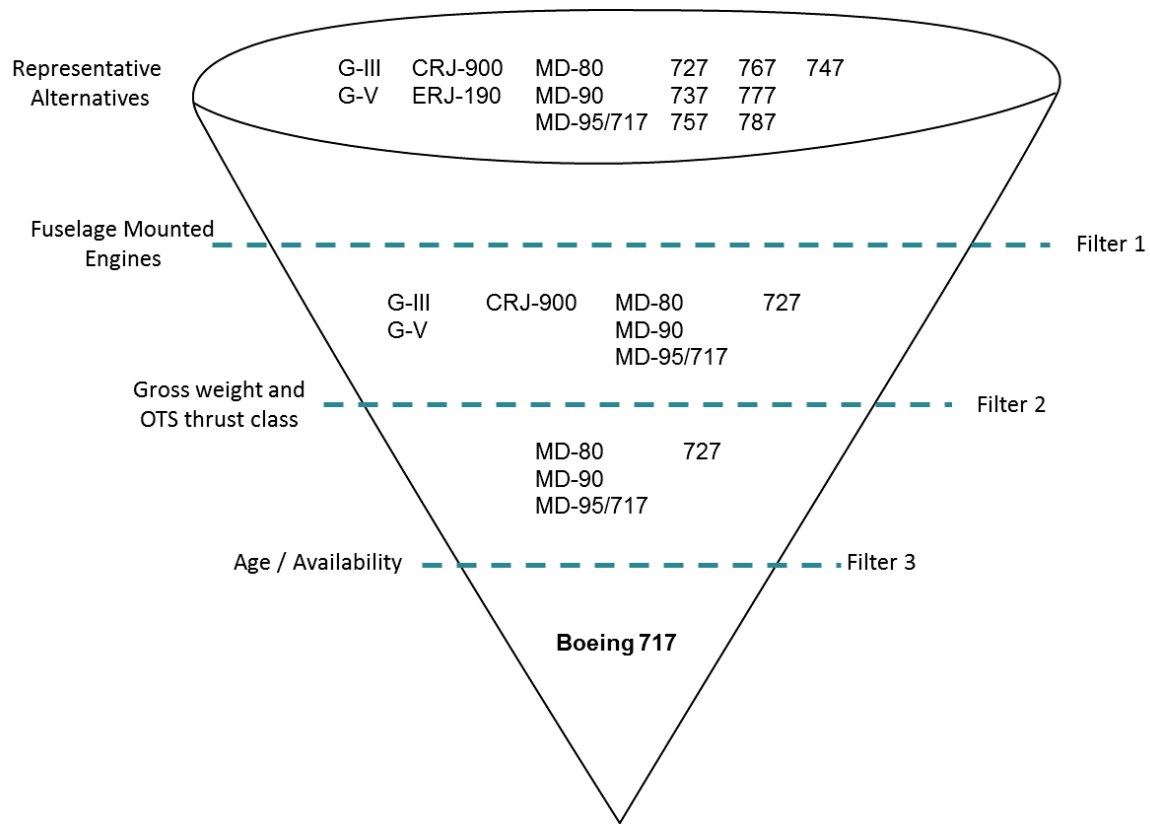 Representative
Alternatives
G-III CRJ-900 MD-80 727 767 747
G-V ERJ-190 MD-90 737 777
MD-95/717 757 787
Fuselage Mounted
Engines
Filter 1
G-III CRJ-900 MD-80 727
G-V MD-90
MD-95/717
Gross weight and
OTS thrust class
Filter 2
MD-80 727
MD-90
MD-95/717
Age / Availability
Filter 3
Boeing 717